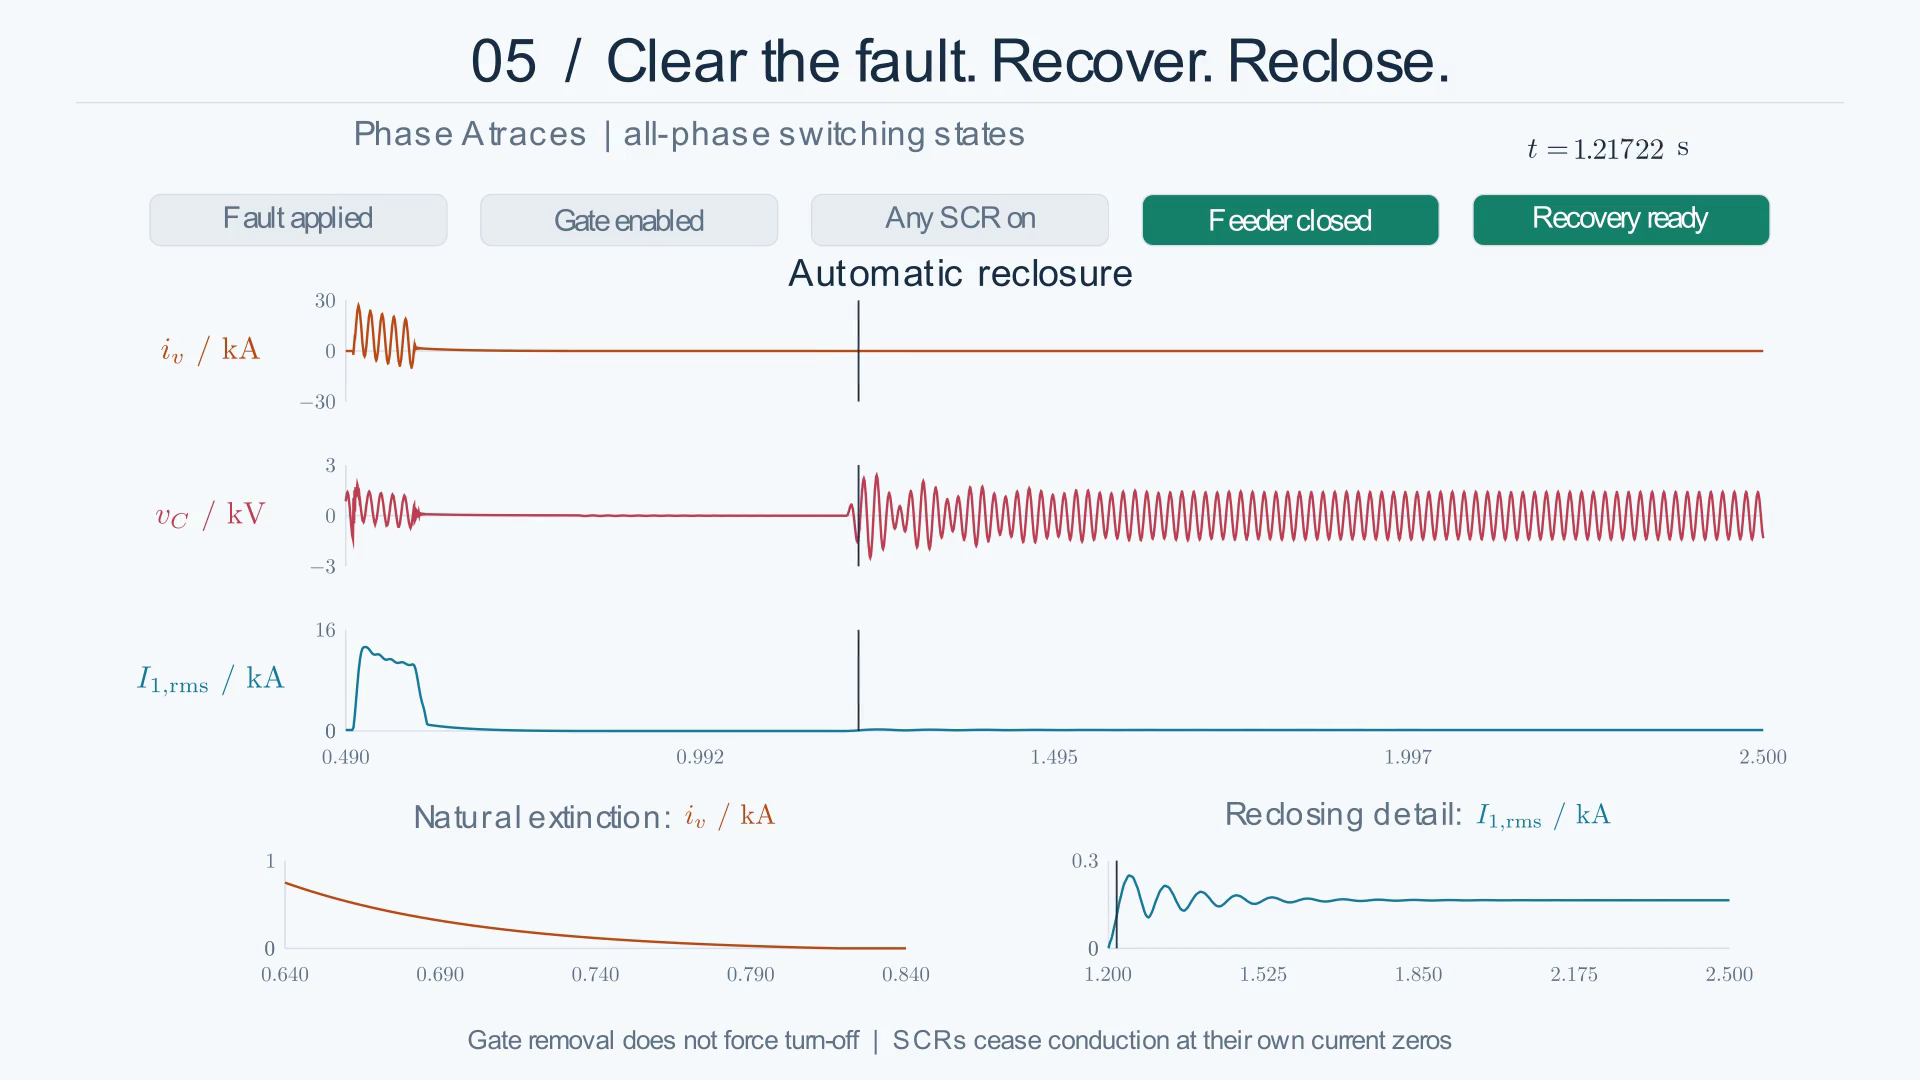 05 / Clear the fault. Recover. Reclose.
Phase A traces | all-phase switching states
t = 1.21722 s
Fault applied
Gate enabled
Any SCR on
Feeder closed
Recovery ready
Automatic reclosure
30
i_v / kA
0
−30
3
v_C / kV
0
−3
16
I_{1,rms} / kA
0
0.490 0.992 1.495 1.997 2.500
Natural extinction: i_v / kA
1
0
0.640 0.690 0.740 0.790 0.840
Reclosing detail: I_{1,rms} / kA
0.3
0
1.200 1.525 1.850 2.175 2.500
Gate removal does not force turn-off | SCRs cease conduction at their own current zeros